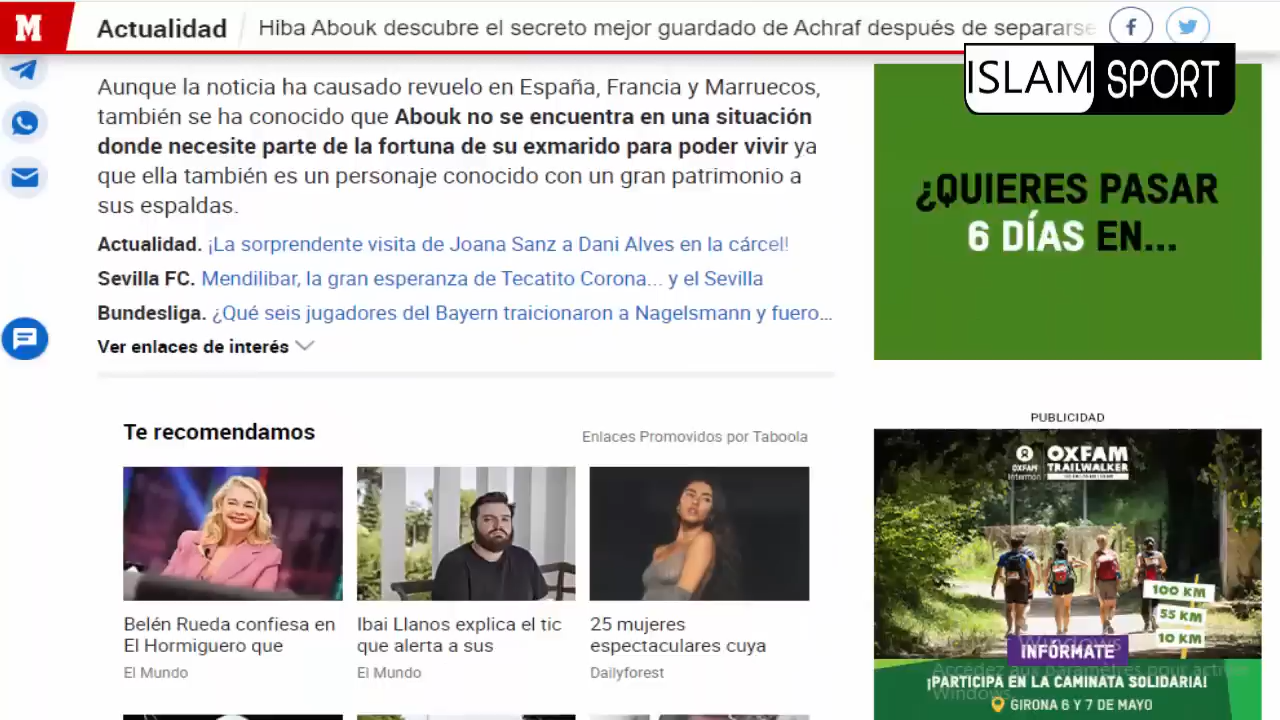 M
Actualidad
Hiba Abouk descubre el secreto mejor guardado de Achraf después de separarse
ISLAM SPORT
Aunque la noticia ha causado revuelo en España, Francia y Marruecos,
también se ha conocido que Abouk no se encuentra en una situación
donde necesite parte de la fortuna de su exmarido para poder vivir ya
que ella también es un personaje conocido con un gran patrimonio a
sus espaldas.
Actualidad. ¡La sorprendente visita de Joana Sanz a Dani Alves en la cárcel!
Sevilla FC. Mendilibar, la gran esperanza de Tecatito Corona... y el Sevilla
Bundesliga. ¿Qué seis jugadores del Bayern traicionaron a Nagelsmann y fuero...
Ver enlaces de interés
¿QUIERES PASAR
6 DÍAS EN...
Te recomendamos
Enlaces Promovidos por Taboola
Belén Rueda confiesa en
El Hormiguero que
El Mundo
Ibai Llanos explica el tic
que alerta a sus
El Mundo
25 mujeres
espectaculares cuya
Dailyforest
PUBLICIDAD
OXFAM
Intermón
OXFAM
TRAILWALKER
100 KM
55 KM
10 KM
INFÓRMATE
¡PARTICIPA EN LA CAMINATA SOLIDARIA!
GIRONA 6 Y 7 DE MAYO
Windows
Accédez aux paramètres pour activer
Windows.